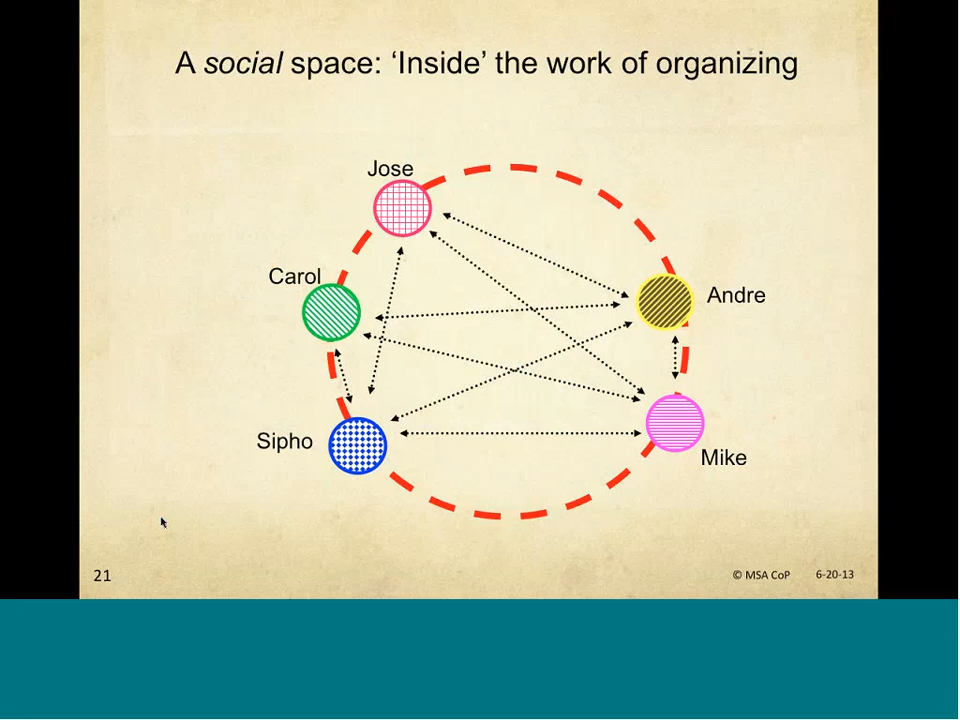 A social space: ‘Inside’ the work of organizing
Jose
Carol
Andre
Sipho
Mike
21
© MSA CoP
6-20-13